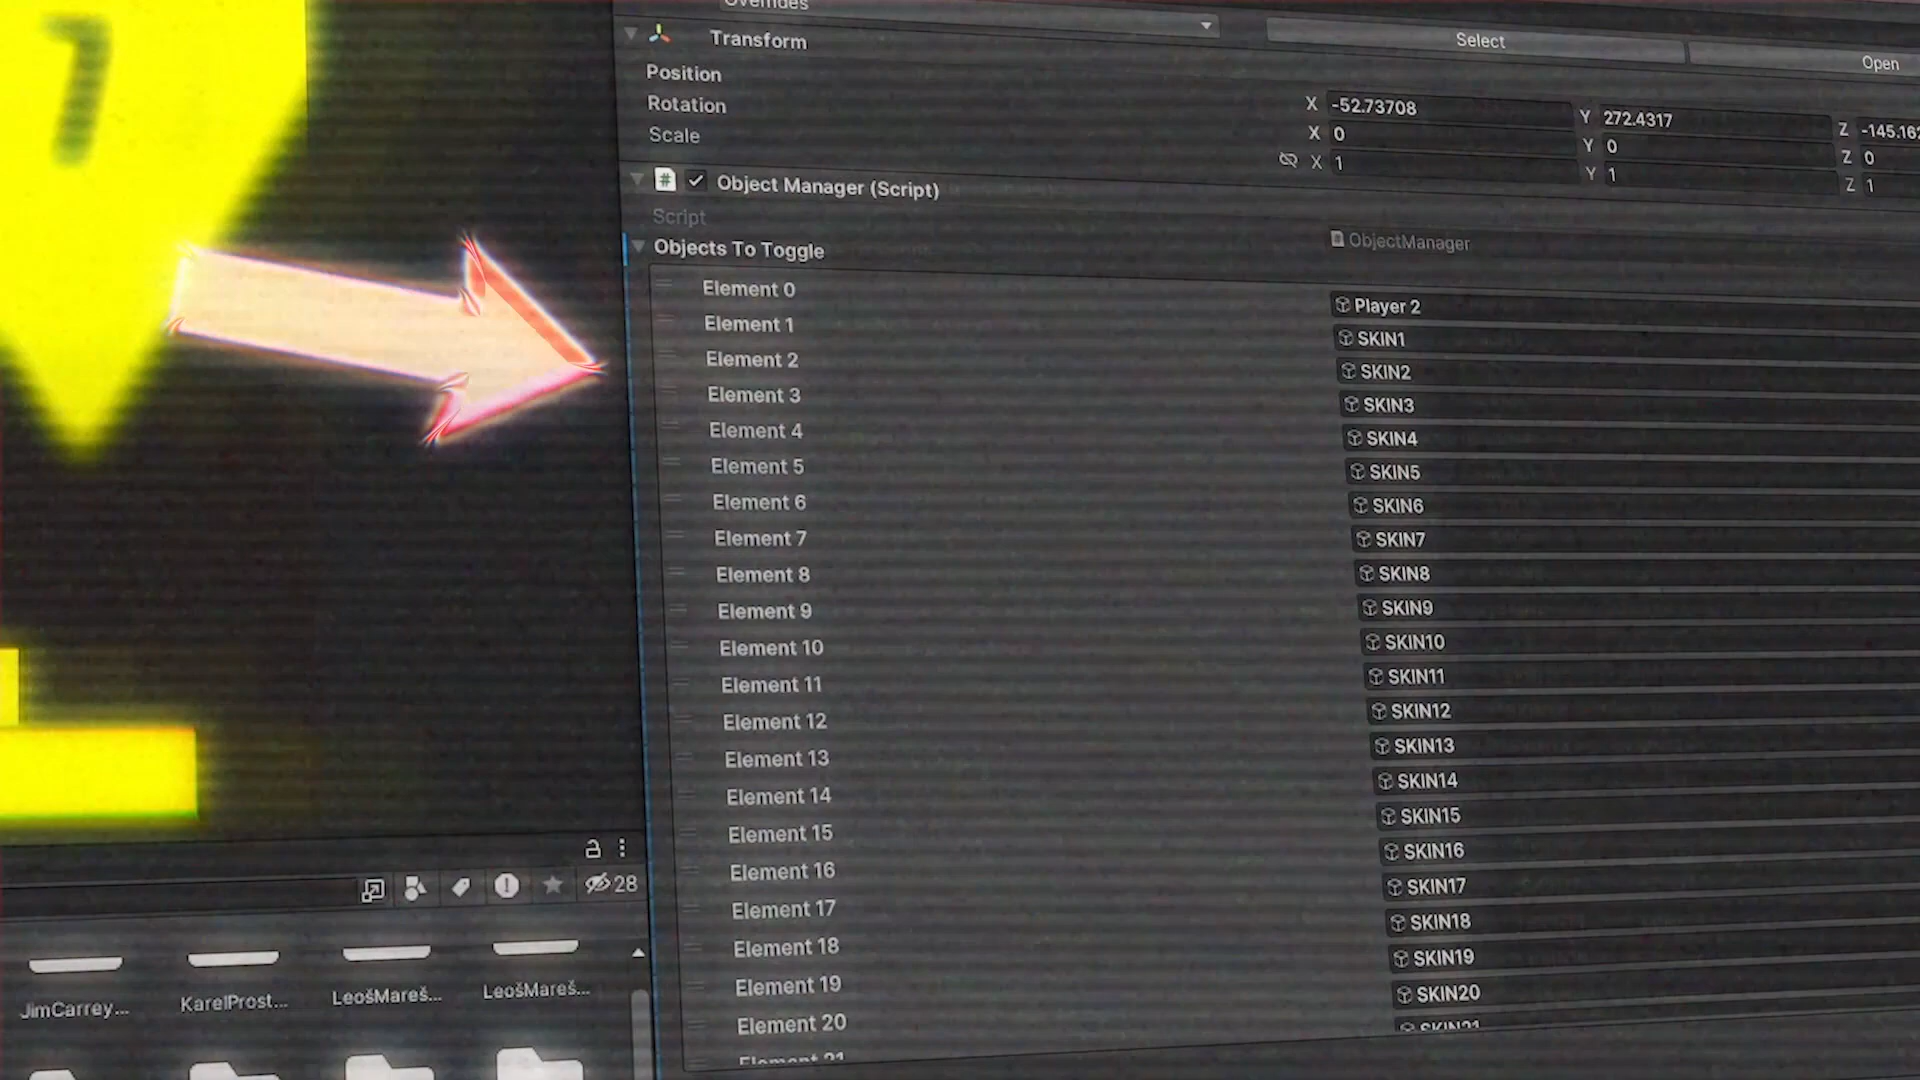 Overrides
Transform
Select
Open
Position
X -52.73708 Y 272.4317 Z
Rotation
X 0 Y 0 Z 0
Scale
X 1 Y 1 Z 1
# Object Manager (Script)
Script
ObjectManager
Objects To Toggle
Element 0
Player 2
Element 1
SKIN1
Element 2
SKIN2
Element 3
SKIN3
Element 4
SKIN4
Element 5
SKIN5
Element 6
SKIN6
Element 7
SKIN7
Element 8
SKIN8
Element 9
SKIN9
Element 10
SKIN10
Element 11
SKIN11
Element 12
SKIN12
Element 13
SKIN13
Element 14
SKIN14
Element 15
SKIN15
Element 16
SKIN16
Element 17
SKIN17
Element 18
SKIN18
Element 19
SKIN19
Element 20
SKIN20
Element 21
SKIN21
28
JimCarrey...
KarelProst...
LeošMareš...
LeošMareš...